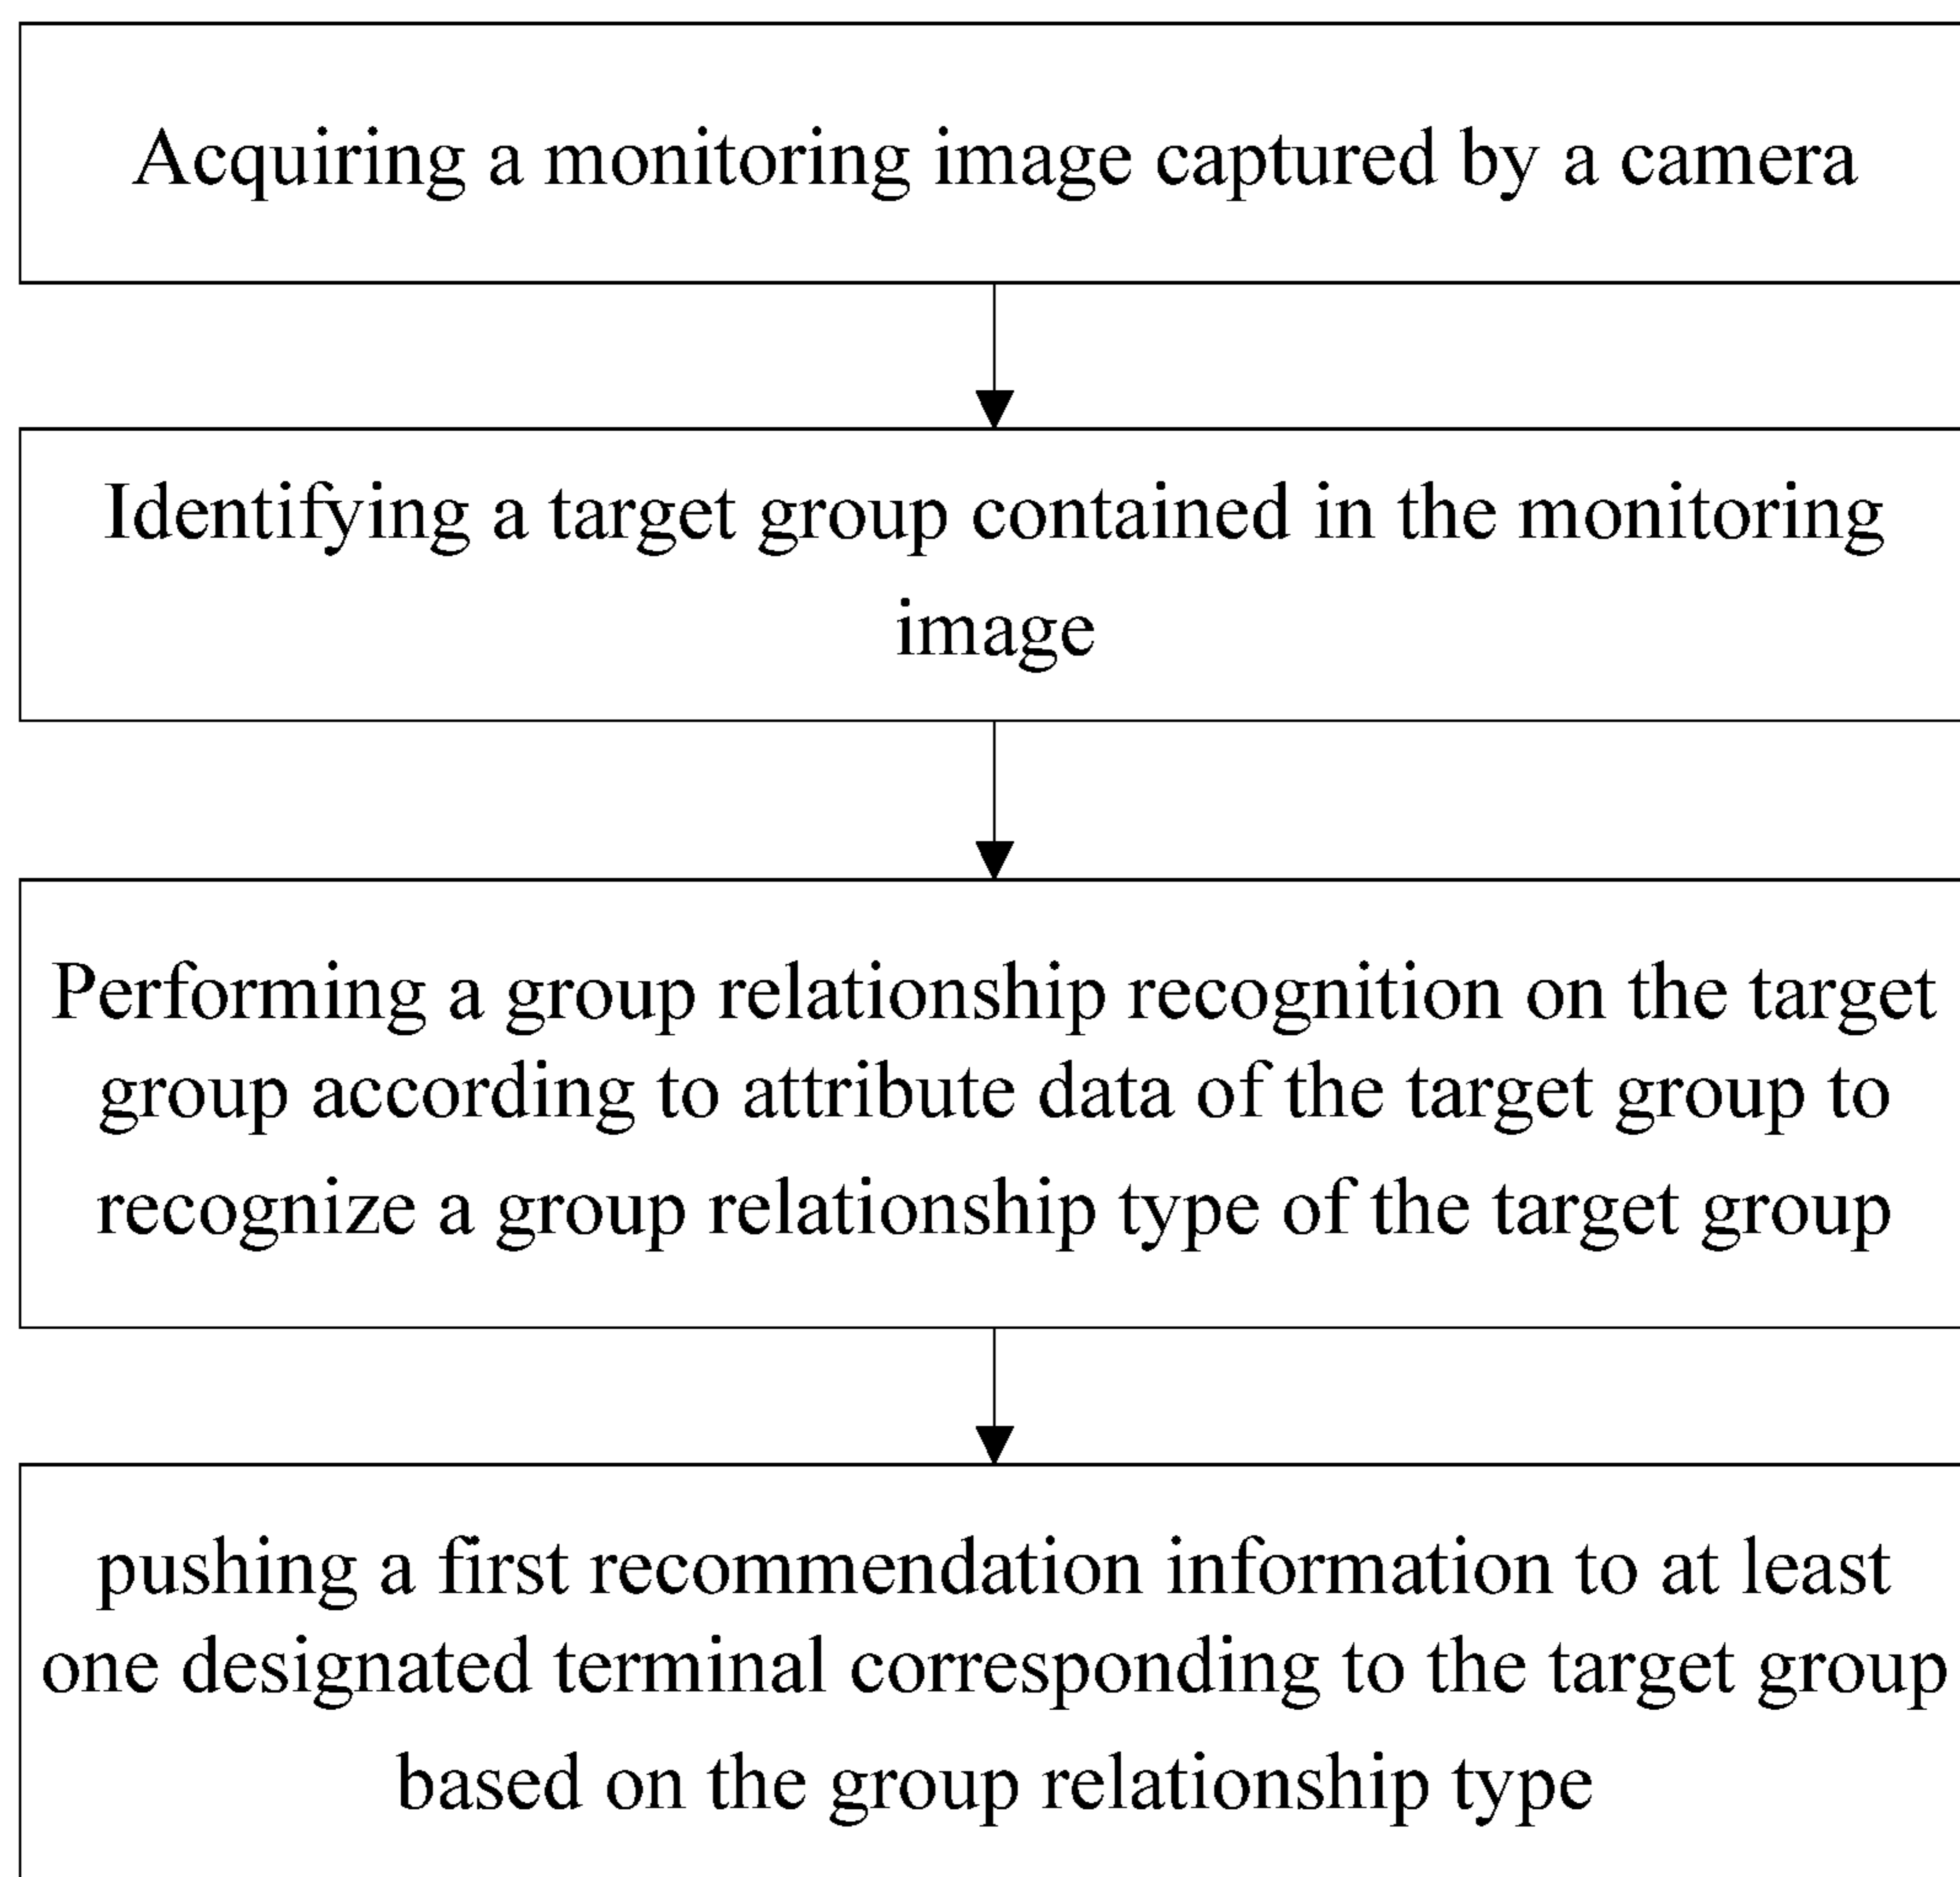 Acquiring a monitoring image captured by a camera
Identifying a target group contained in the monitoring
image
Performing a group relationship recognition on the target
group according to attribute data of the target group to
recognize a group relationship type of the target group
pushing a first recommendation information to at least
one designated terminal corresponding to the target group
based on the group relationship type